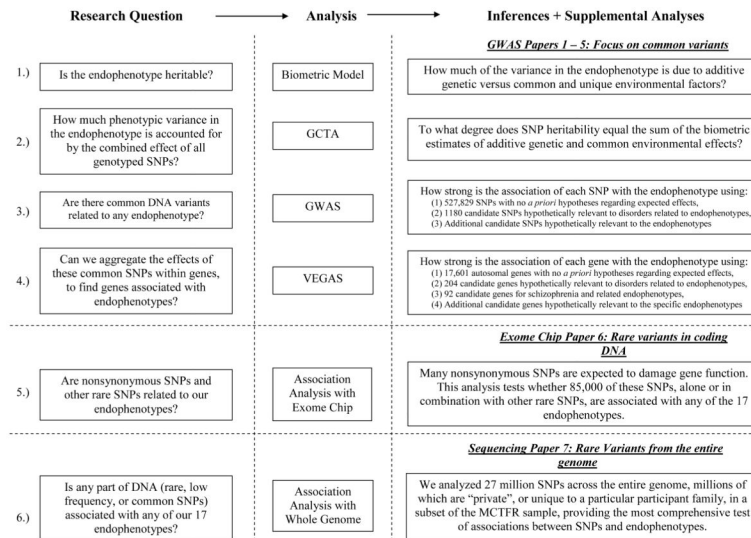 Research Question
Analysis
Inferences + Supplemental Analyses
GWAS Papers 1 – 5: Focus on common variants
1.)
Is the endophenotype heritable?
Biometric Model
How much of the variance in the endophenotype is due to additive
genetic versus common and unique environmental factors?
2.)
How much phenotypic variance in
the endophenotype is accounted for
by the combined effect of all
genotyped SNPs?
GCTA
To what degree does SNP heritability equal the sum of the biometric
estimates of additive genetic and common environmental effects?
3.)
Are there common DNA variants
related to any endophenotype?
GWAS
How strong is the association of each SNP with the endophenotype using:
(1) 527,829 SNPs with no a priori hypotheses regarding expected effects,
(2) 1180 candidate SNPs hypothetically relevant to disorders related to endophenotypes,
(3) Additional candidate SNPs hypothetically relevant to the endophenotypes
4.)
Can we aggregate the effects of
these common SNPs within genes,
to find genes associated with
endophenotypes?
VEGAS
How strong is the association of each gene with the endophenotype using:
(1) 17,601 autosomal genes with no a priori hypotheses regarding expected effects,
(2) 204 candidate genes hypothetically relevant to disorders related to endophenotypes,
(3) 92 candidate genes for schizophrenia and related endophenotypes,
(4) Additional candidate genes hypothetically relevant to the specific endophenotypes
Exome Chip Paper 6: Rare variants in coding
DNA
5.)
Are nonsynonymous SNPs and
other rare SNPs related to our
endophenotypes?
Association
Analysis with
Exome Chip
Many nonsynonymous SNPs are expected to damage gene function.
This analysis tests whether 85,000 of these SNPs, alone or in
combination with other rare SNPs, are associated with any of the 17
endophenotypes.
Sequencing Paper 7: Rare Variants from the entire
genome
6.)
Is any part of DNA (rare, low
frequency, or common SNPs)
associated with any of our 17
endophenotypes?
Association
Analysis with
Whole Genome
We analyzed 27 million SNPs across the entire genome, millions of
which are “private”, or unique to a particular participant family, in a
subset of the MCTFR sample, providing the most comprehensive test
of associations between SNPs and endophenotypes.